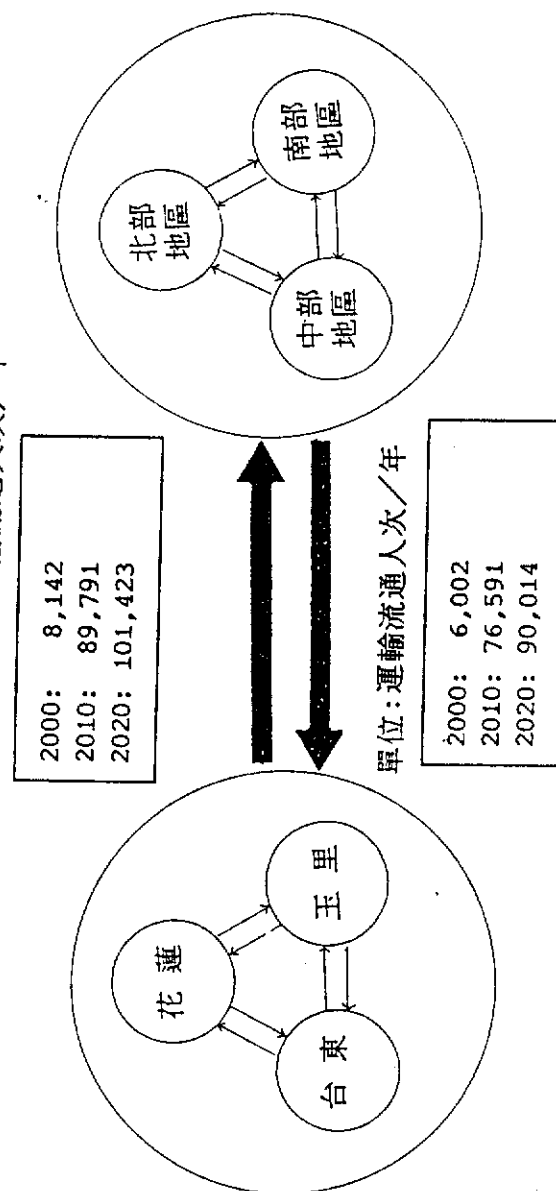 2000: 8,142
2010: 89,791
2020: 101,423
花蓮
台東
玉里
北部
地區
中部
地區
南部
地區
單位:運輸流通人次/年
2000: 6,002
2010: 76,591
2020: 90,014